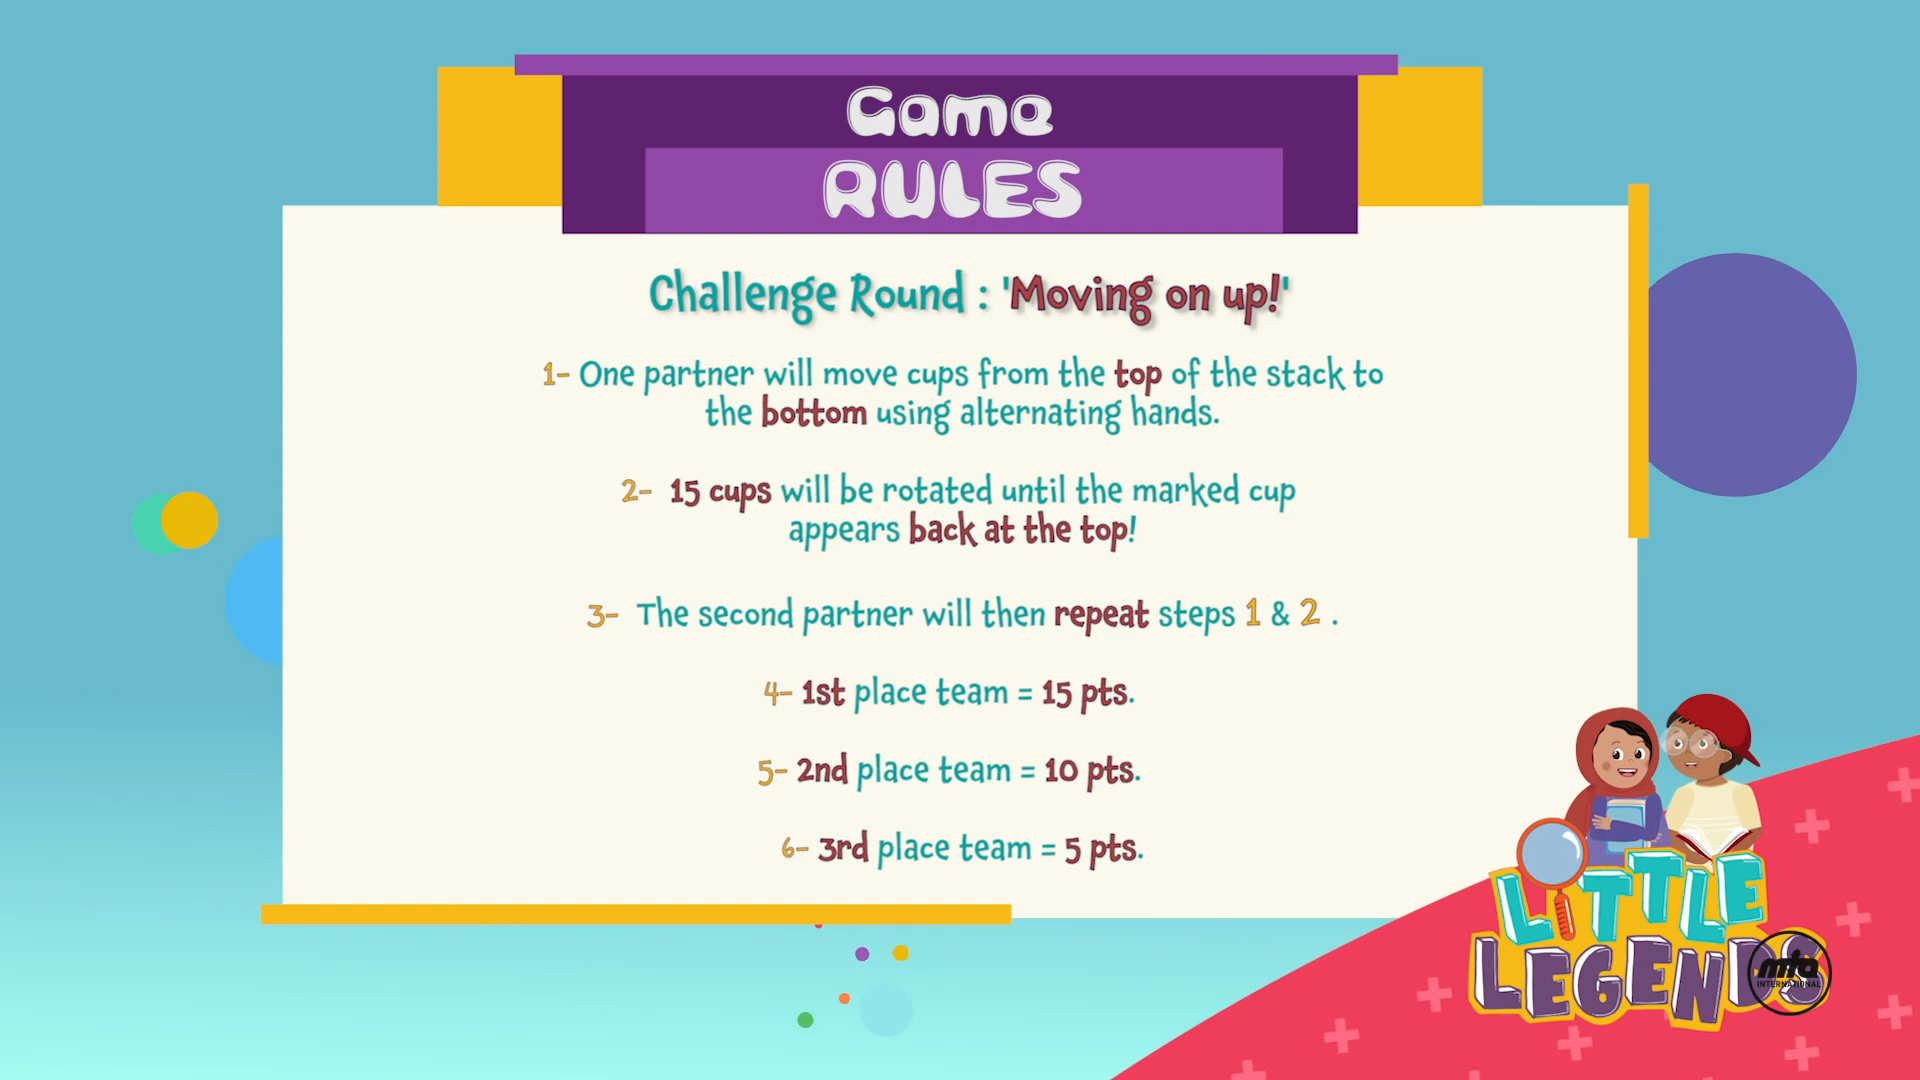 Game
RULES
Challenge Round : 'Moving on up!'
1- One partner will move cups from the top of the stack to
the bottom using alternating hands.
2- 15 cups will be rotated until the marked cup
appears back at the top!
3- The second partner will then repeat steps 1 & 2 .
4- 1st place team = 15 pts.
5- 2nd place team = 10 pts.
6- 3rd place team = 5 pts.
LITTLE
LEGENDS
mta
INTERNATIONAL